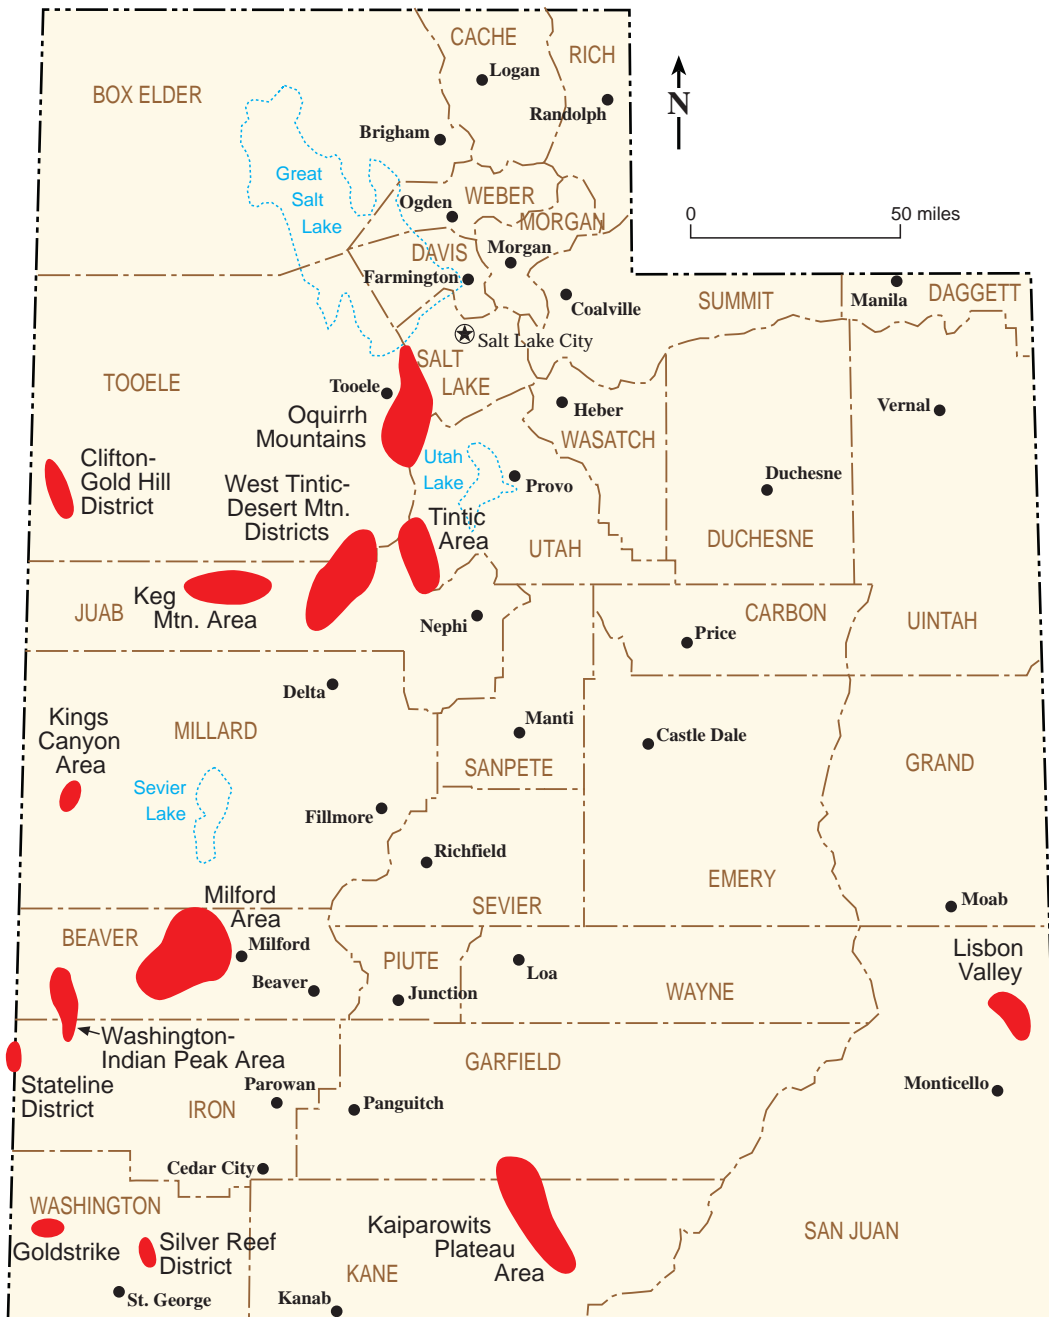 CACHE
RICH
Logan
BOX ELDER
Randolph
N
Brigham
Great
Salt
Lake
WEBER
Ogden
MORGAN
0
50 miles
DAVIS
Morgan
Farmington
Coalville
SUMMIT
Manila
DAGGETT
Salt Lake City
SALT
LAKE
TOOELE
Tooele
Heber
Vernal
Oquirrh
Mountains
WASATCH
Clifton-
Gold Hill
District
West Tintic-
Desert Mtn.
Districts
Utah
Lake
Provo
Duchesne
Tintic
Area
UTAH
DUCHESNE
Keg
Mtn. Area
JUAB
Nephi
CARBON
Price
UINTAH
Delta
Kings
Canyon
Area
MILLARD
Manti
Castle Dale
SANPETE
GRAND
Sevier
Lake
Fillmore
Richfield
EMERY
Milford
Area
SEVIER
Moab
BEAVER
Milford
Beaver
PIUTE
Junction
Loa
WAYNE
Lisbon
Valley
Washington-
Indian Peak Area
GARFIELD
Stateline
District
Parowan
IRON
Panguitch
Monticello
Cedar City
WASHINGTON
Goldstrike
Silver Reef
District
Kaiparowits
Plateau
Area
SAN JUAN
KANE
St. George
Kanab